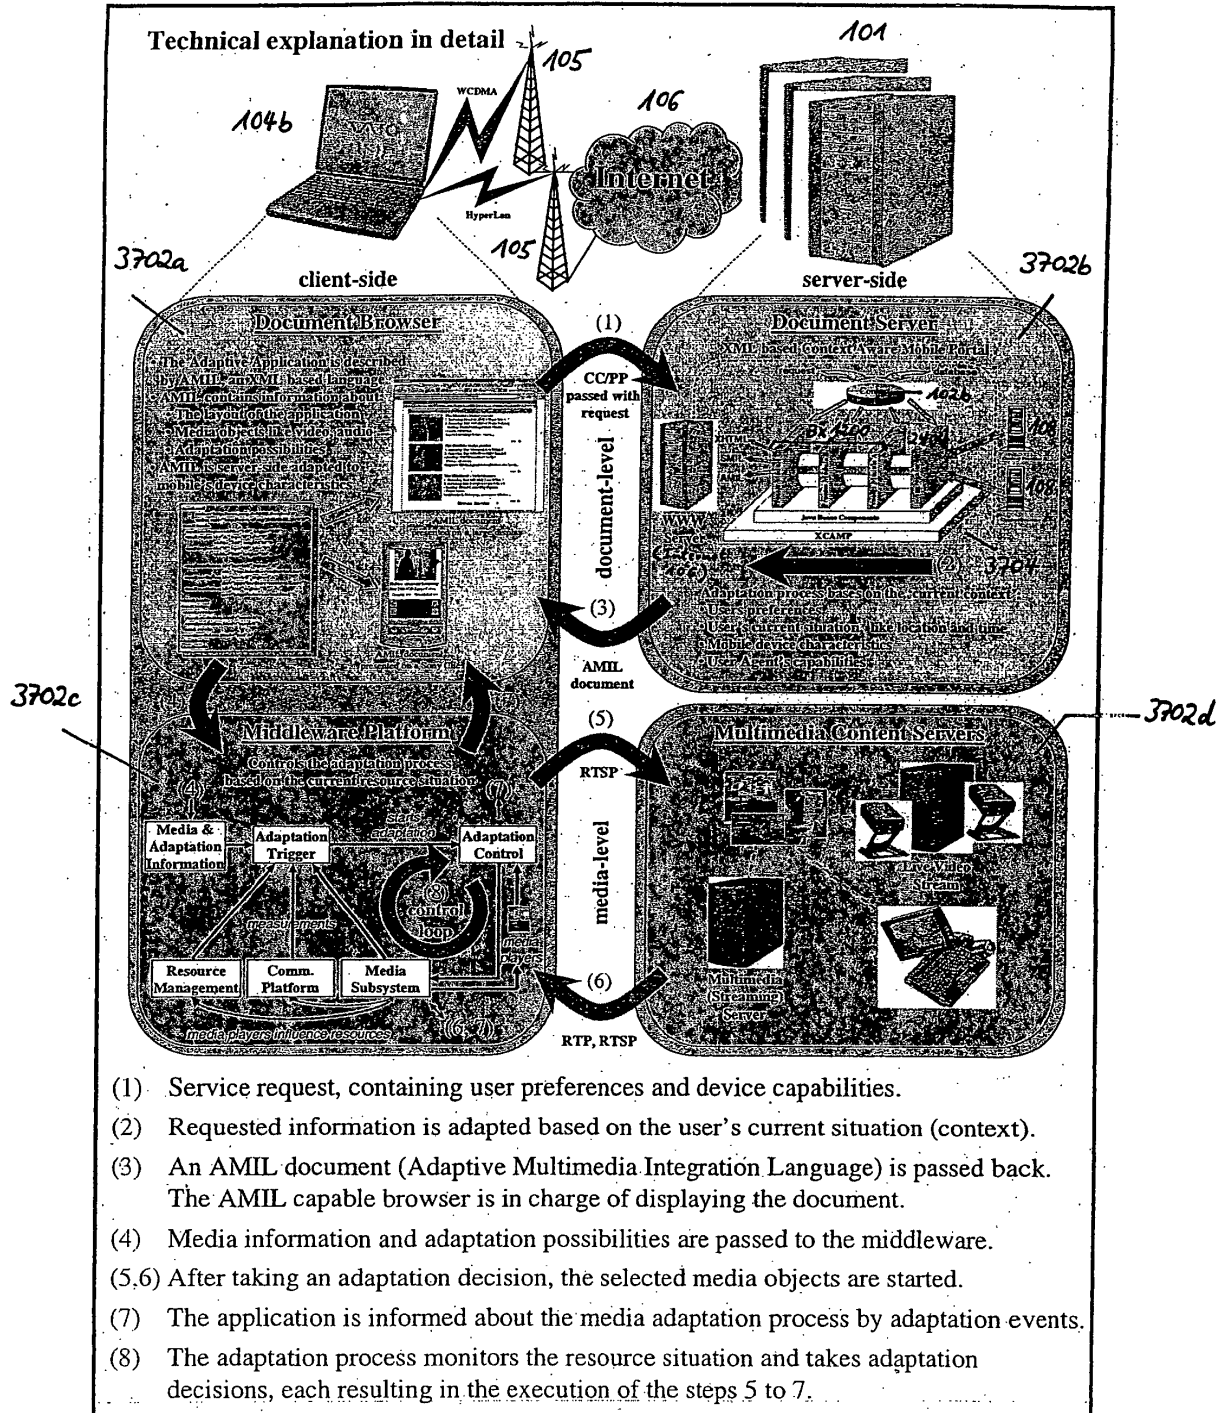 Technical explanation in detail
101
105
WCDMA
104b
106
Internet
HyperLan
105
3702a
3702b
client-side
server-side
Document Browser
(1)
Document Server
XML based Context Aware Mobile Portal
The Adaptive Application is described
by AMIL, an XML based language
AMIL contains information about
The layout of the application
Media objects like video, audio
Adaptation possibilities
AMIL is server side adapted to
CC/PP
passed with
request
document-level
102b
108
108
WWW
Java Beans Components
XCAMP
(Internet
106)
(2)
3704
(3)
Adaptation process bases on the current context
User's preferences
User's current situation, like location and time
Mobile device characteristics
User Agent's capabilities
AMIL
document
3702c
(5)
3702d
Middleware Platform
Multimedia Content Servers
Controls the adaptation process
based on the current resource situation
RTSP
(4)
(7)
Media &
Adaptation
Information
Adaptation
Trigger
starts
adaptation
Adaptation
Control
media-level
(8)
control
loop
Live Video
Stream
measurements
media
players
Resource
Management
Comm.
Platform
Media
Subsystem
(6)
Multimedia
(Streaming)
Server
(6, 7)
media players influence resources
RTP, RTSP
(1) Service request, containing user preferences and device capabilities.
(2) Requested information is adapted based on the user's current situation (context).
(3) An AMIL document (Adaptive Multimedia Integration Language) is passed back.
The AMIL capable browser is in charge of displaying the document.
(4) Media information and adaptation possibilities are passed to the middleware.
(5,6) After taking an adaptation decision, the selected media objects are started.
(7) The application is informed about the media adaptation process by adaptation events.
(8) The adaptation process monitors the resource situation and takes adaptation
decisions, each resulting in the execution of the steps 5 to 7.